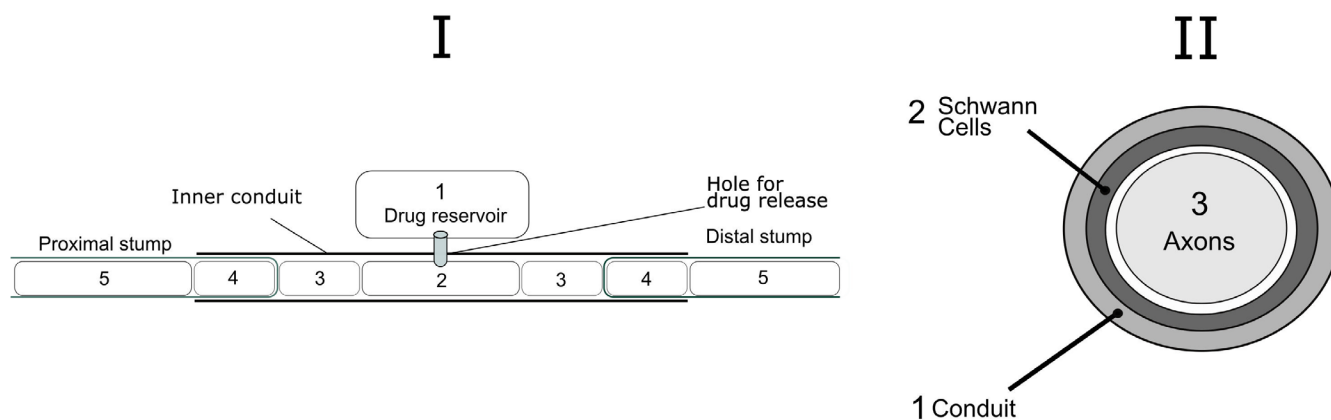 I
II
2 Schwann
Cells
Inner conduit
1
Drug reservoir
Hole for
drug release
Proximal stump
Distal stump
3
Axons
5
4
3
2
3
4
5
1 Conduit